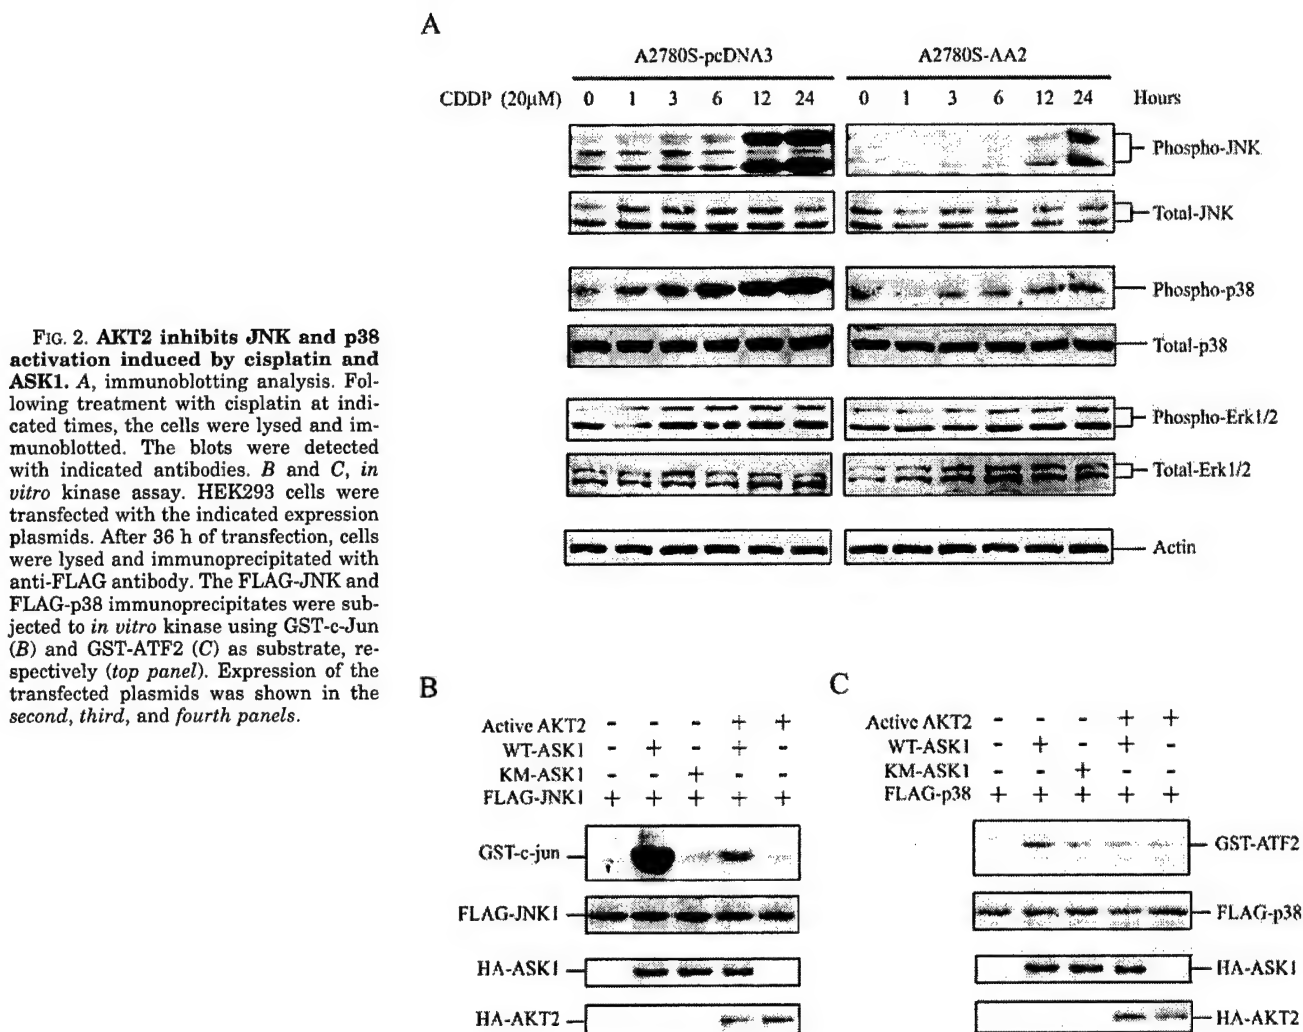 A
A2780S-pcDNA3 A2780S-AA2
CDDP (20μM) 0 1 3 6 12 24 0 1 3 6 12 24 Hours
Phospho-JNK
Total-JNK
Phospho-p38
Total-p38
Phospho-Erk1/2
Total-Erk1/2
Actin
FIG. 2. AKT2 inhibits JNK and p38
activation induced by cisplatin and
ASK1. A, immunoblotting analysis. Fol-
lowing treatment with cisplatin at indi-
cated times, the cells were lysed and im-
munoblotted. The blots were detected
with indicated antibodies. B and C, in
vitro kinase assay. HEK293 cells were
transfected with the indicated expression
plasmids. After 36 h of transfection, cells
were lysed and immunoprecipitated with
anti-FLAG antibody. The FLAG-JNK and
FLAG-p38 immunoprecipitates were sub-
jected to in vitro kinase using GST-c-Jun
(B) and GST-ATF2 (C) as substrate, re-
spectively (top panel). Expression of the
transfected plasmids was shown in the
second, third, and fourth panels.
B
Active AKT2 - - - + +
WT-ASK1 - + - + -
KM-ASK1 - - + - -
FLAG-JNK1 + + + + +
GST-c-jun
FLAG-JNK1
HA-ASK1
HA-AKT2
C
Active AKT2 - - - + +
WT-ASK1 - + - + -
KM-ASK1 - - + - -
FLAG-p38 + + + + +
GST-ATF2
FLAG-p38
HA-ASK1
HA-AKT2